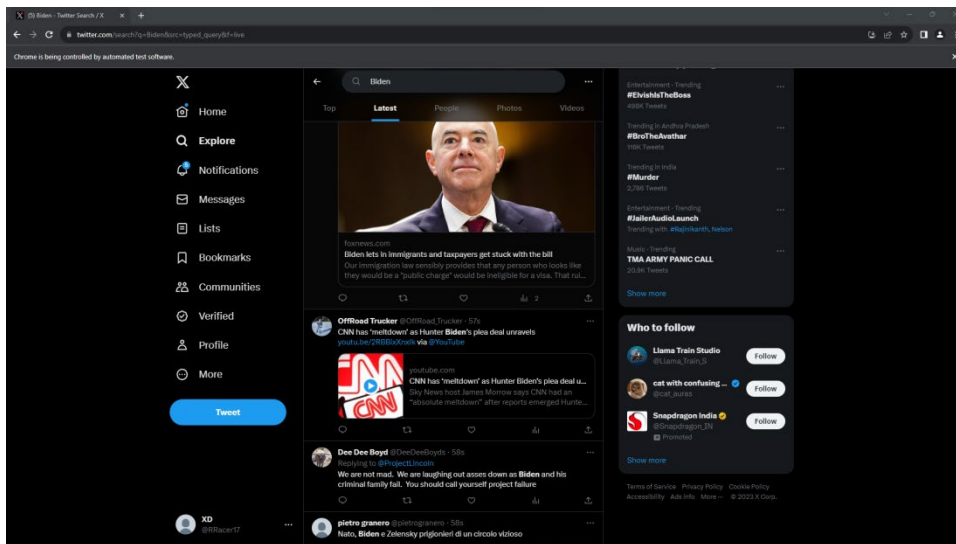 (5) Biden - Twitter Search / X
twitter.com/search?q=Biden&src=typed_query&f=live
Chrome is being controlled by automated test software.
Home
Explore
Notifications
Messages
Lists
Bookmarks
Communities
Verified
Profile
More
Tweet
XD
@RRacer17
Biden
Top Latest People Photos Videos
foxnews.com
Biden lets in immigrants and taxpayers get stuck with the bill
Our immigration law sensibly provides that any person who looks like
they would be a "public charge" would be ineligible for a visa. That rul...
2
OffRoad Trucker @OffRoad_Trucker · 57s
CNN has 'meltdown' as Hunter Biden's plea deal unravels
via @YouTube
CNN
youtube.com
CNN has 'meltdown' as Hunter Biden's plea deal u...
Sky News host James Morrow says CNN had an
"absolute meltdown" after reports emerged Hunte...
Dee Dee Boyd @DeeDeeBoyds · 58s
Replying to @ProjectLincoln
We are not mad. We are laughing out asses down as Biden and his
criminal family fall. You should call yourself project failure
pietro granero @pietrogranero · 58s
Nato, Biden e Zelensky prigionieri di un circolo vizioso
Entertainment · Trending
#ElvishIsTheBoss
498K Tweets
Trending in Andhra Pradesh
#BroTheAvathar
116K Tweets
Trending in India
#Murder
2,798 Tweets
Entertainment · Trending
#JailerAudioLaunch
Trending with #Rajinikanth, Nelson
Music · Trending
TMA ARMY PANIC CALL
20.9K Tweets
Show more
Who to follow
Llama Train Studio
@Llama_Train_S
Follow
cat with confusing ...
@cat_auras
Follow
Snapdragon India
@Snapdragon_IN
Promoted
Follow
Show more
Terms of Service Privacy Policy Cookie Policy
Accessibility Ads info More ··· © 2023 X Corp.